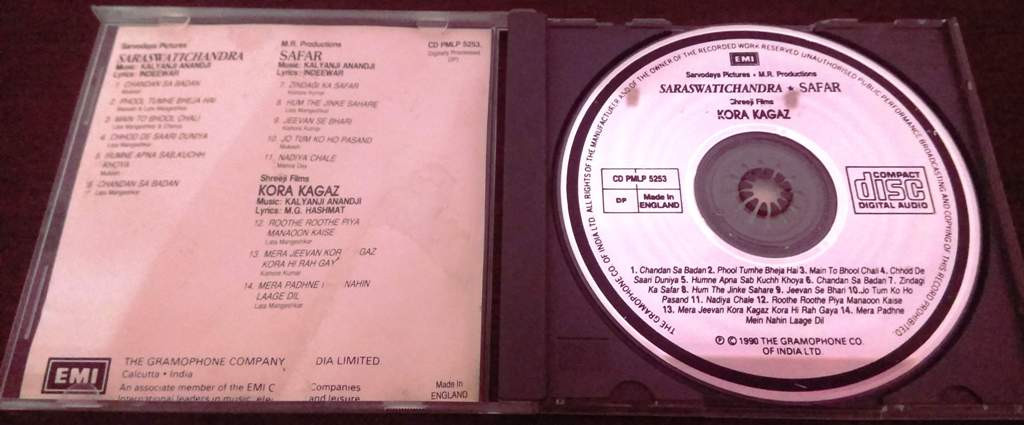 Sarvodaya Pictures
SARASWATICHANDRA
Music: KALYANJI ANANDJI
Lyrics: INDEEWAR
1. CHANDAN SA BADAN
Mukesh
2. PHOOL TUMHE BHEJA HAI
Mukesh & Lata Mangeshkar
3. MAIN TO BHOOL CHALI
Lata Mangeshkar & Chorus
4. CHHOD DE SAARI DUNIYA
Lata Mangeshkar
5. HUMNE APNA SAB KUCHH
KHOYA
Mukesh
6. CHANDAN SA BADAN
Lata Mangeshkar
M.R. Productions
SAFAR
Music: KALYANJI ANANDJI
Lyrics: INDEEWAR
7. ZINDAGI KA SAFAR
Kishore Kumar
8. HUM THE JINKE SAHARE
Lata Mangeshkar
9. JEEVAN SE BHARI
Kishore Kumar
10. JO TUM KO HO PASAND
Mukesh
11. NADIYA CHALE
Manna Dey
Shreeji Films
KORA KAGAZ
Music: KALYANJI ANANDJI
Lyrics: M.G. HASHMAT
12. ROOTHE ROOTHE PIYA
MANAOON KAISE
Lata Mangeshkar
13. MERA JEEVAN KOR GAZ
KORA HI RAH GAY
Kishore Kumar
14. MERA PADHNE NAHIN
LAAGE DIL
Lata Mangeshkar
CD PMLP 5253
Digitally Processed
(DP)
EMI
THE GRAMOPHONE COMPANY DIA LIMITED
Calcutta • India
An associate member of the EMI C Companies
International leaders in music, ele and leisure
Made in
ENGLAND
ALL RIGHTS OF THE MANUFACTURER AND OF THE OWNER OF THE RECORDED WORK RESERVED UNAUTHORISED PUBLIC PERFORMANCE BROADCASTING AND COPYING OF THIS RECORD PROHIBITED.
THE GRAMOPHONE CO. OF INDIA LTD.
EMI
Sarvodaya Pictures • M.R. Productions
SARASWATICHANDRA ★ SAFAR
Shreeji Films
KORA KAGAZ
CD PMLP 5253
DP
Made in
ENGLAND
COMPACT
disc
DIGITAL AUDIO
1. Chandan Sa Badan 2. Phool Tumhe Bheja Hai 3. Main To Bhool Chali 4. Chhod De
Saari Duniya 5. Humne Apna Sab Kuchh Khoya 6. Chandan Sa Badan 7. Zindagi
Ka Safar 8. Hum The Jinke Sahare 9. Jeevan Se Bhari 10. Jo Tum Ko Ho
Pasand 11. Nadiya Chale 12. Roothe Roothe Piya Manaoon Kaise
13. Mera Jeevan Kora Kagaz Kora Hi Rah Gaya 14. Mera Padhne
Mein Nahin Laage Dil
℗ © 1990 THE GRAMOPHONE CO.
OF INDIA LTD.